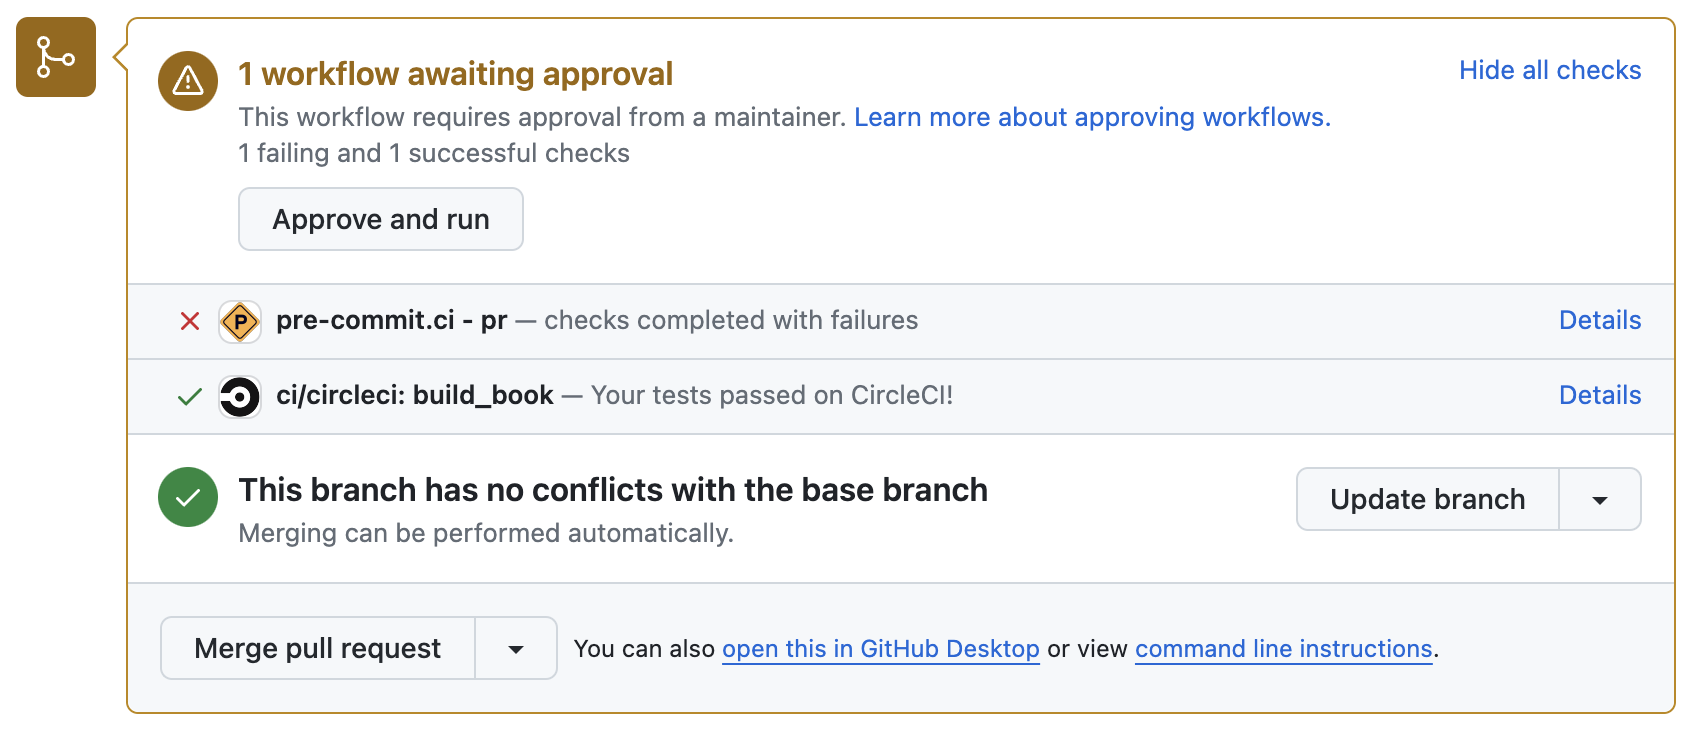 1 workflow awaiting approval
Hide all checks
This workflow requires approval from a maintainer. Learn more about approving workflows.
1 failing and 1 successful checks
Approve and run
P pre-commit.ci - pr — checks completed with failures
Details
ci/circleci: build_book — Your tests passed on CircleCI!
Details
This branch has no conflicts with the base branch
Update branch
Merging can be performed automatically.
Merge pull request
You can also open this in GitHub Desktop or view command line instructions.